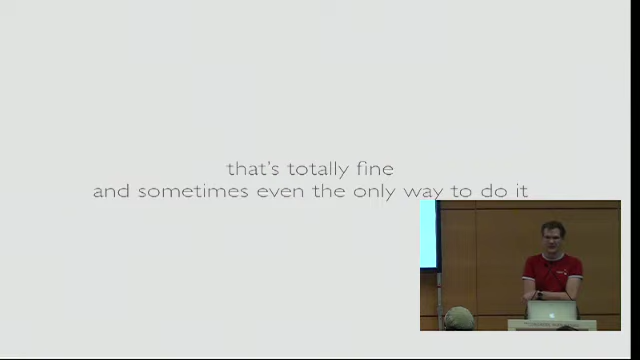 that's totally fine
and sometimes even the only way to do it